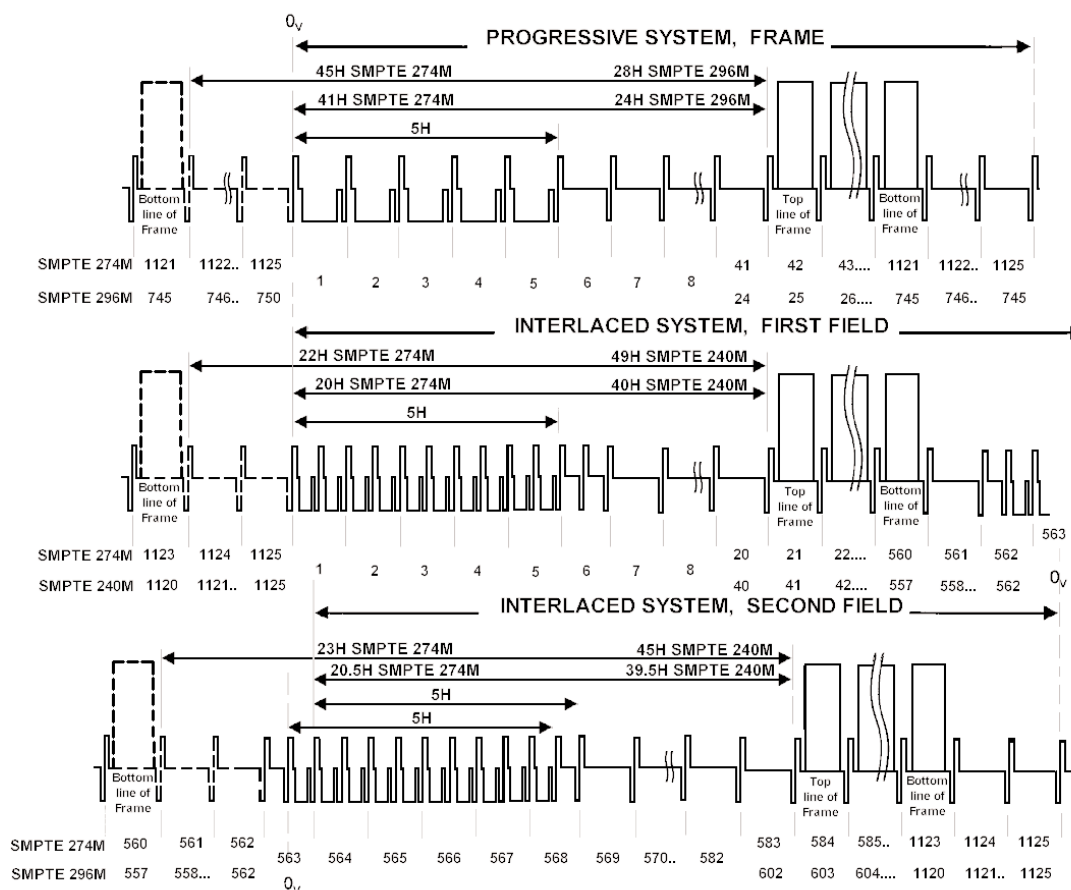 0V
PROGRESSIVE SYSTEM, FRAME
45H SMPTE 274M 28H SMPTE 296M
41H SMPTE 274M 24H SMPTE 296M
5H
Bottom line of Frame Top line of Frame Bottom line of Frame
SMPTE 274M 1121 1122.. 1125 41 42 43.... 1121 1122.. 1125
1 2 3 4 5 6 7 8
SMPTE 296M 745 746.. 750 24 25 26.... 745 746.. 745
INTERLACED SYSTEM, FIRST FIELD
22H SMPTE 274M 49H SMPTE 240M
20H SMPTE 274M 40H SMPTE 240M
5H
Bottom line of Frame Top line of Frame Bottom line of Frame
563
SMPTE 274M 1123 1124 1125 20 21 22.... 560 561 562
1 2 3 4 5 6 7 8
SMPTE 240M 1120 1121.. 1125 40 41 42.... 557 558... 562 0V
INTERLACED SYSTEM, SECOND FIELD
23H SMPTE 274M 45H SMPTE 240M
20.5H SMPTE 274M 39.5H SMPTE 240M
5H
5H
Bottom line of Frame Top line of Frame Bottom line of Frame
SMPTE 274M 560 561 562 583 584 585... 1123 1124 1125
563 564 565 566 567 568 569 570.. 582
SMPTE 296M 557 558... 562 602 603 604.... 1120 1121.. 1125
0V